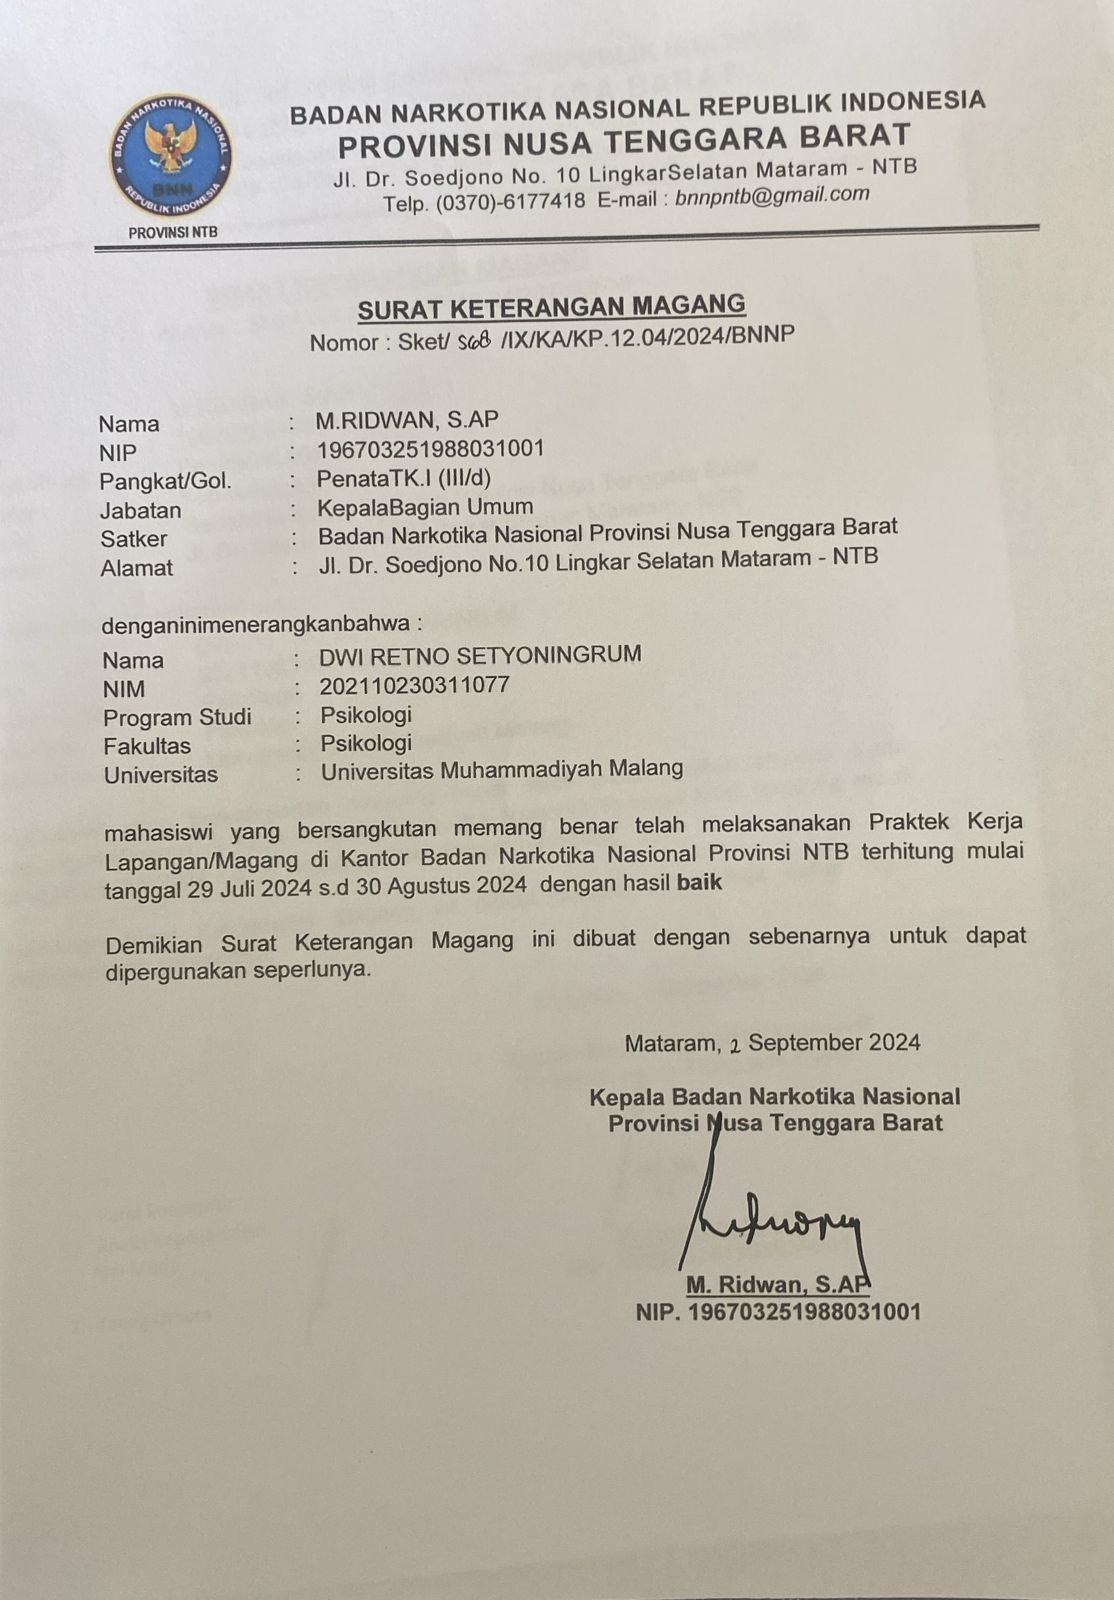 BADAN NARKOTIKA NASIONAL
BNN
REPUBLIK INDONESIA
PROVINSI NTB
BADAN NARKOTIKA NASIONAL REPUBLIK INDONESIA
PROVINSI NUSA TENGGARA BARAT
Jl. Dr. Soedjono No. 10 LingkarSelatan Mataram - NTB
Telp. (0370)-6177418 E-mail : bnnpntb@gmail.com
SURAT KETERANGAN MAGANG
Nomor : Sket/ 568 /IX/KA/KP.12.04/2024/BNNP
Nama : M.RIDWAN, S.AP
NIP : 196703251988031001
Pangkat/Gol. : PenataTK.I (III/d)
Jabatan : KepalaBagian Umum
Satker : Badan Narkotika Nasional Provinsi Nusa Tenggara Barat
Alamat : Jl. Dr. Soedjono No.10 Lingkar Selatan Mataram - NTB
denganinimenerangkanbahwa :
Nama : DWI RETNO SETYONINGRUM
NIM : 202110230311077
Program Studi : Psikologi
Fakultas : Psikologi
Universitas : Universitas Muhammadiyah Malang
mahasiswi yang bersangkutan memang benar telah melaksanakan Praktek Kerja
Lapangan/Magang di Kantor Badan Narkotika Nasional Provinsi NTB terhitung mulai
tanggal 29 Juli 2024 s.d 30 Agustus 2024 dengan hasil baik
Demikian Surat Keterangan Magang ini dibuat dengan sebenarnya untuk dapat
dipergunakan seperlunya.
Mataram, 2 September 2024
Kepala Badan Narkotika Nasional
Provinsi Nusa Tenggara Barat
M. Ridwan, S.AP
NIP. 196703251988031001